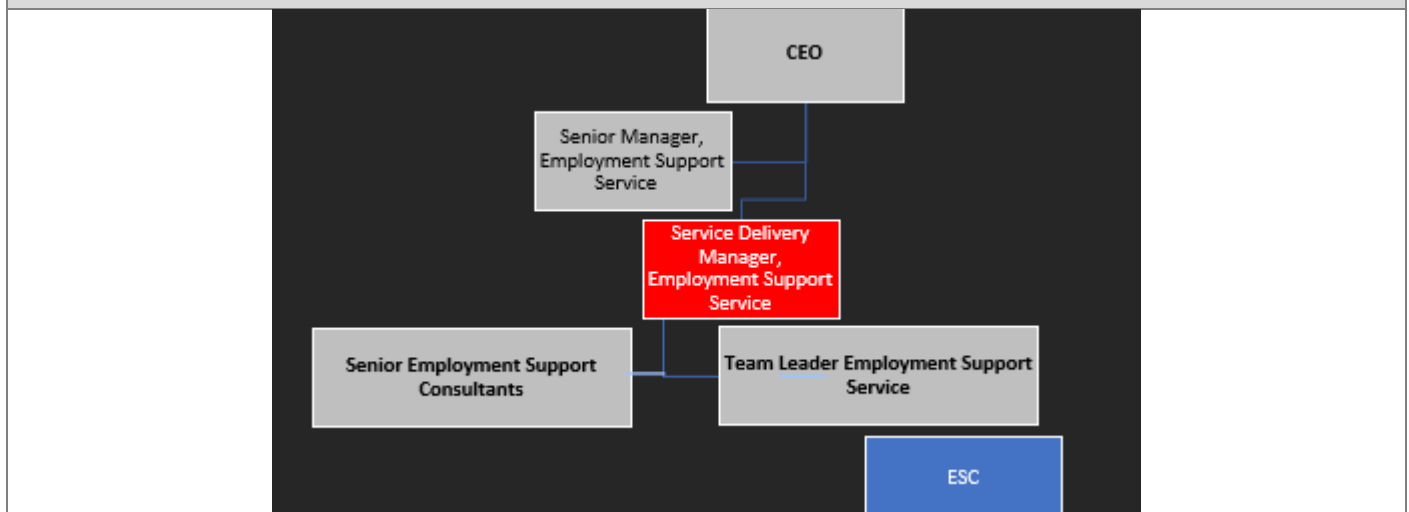 CEO
Senior Manager,
Employment Support
Service
Service Delivery
Manager,
Employment Support
Service
Senior Employment Support
Consultants
Team Leader Employment Support
Service
ESC